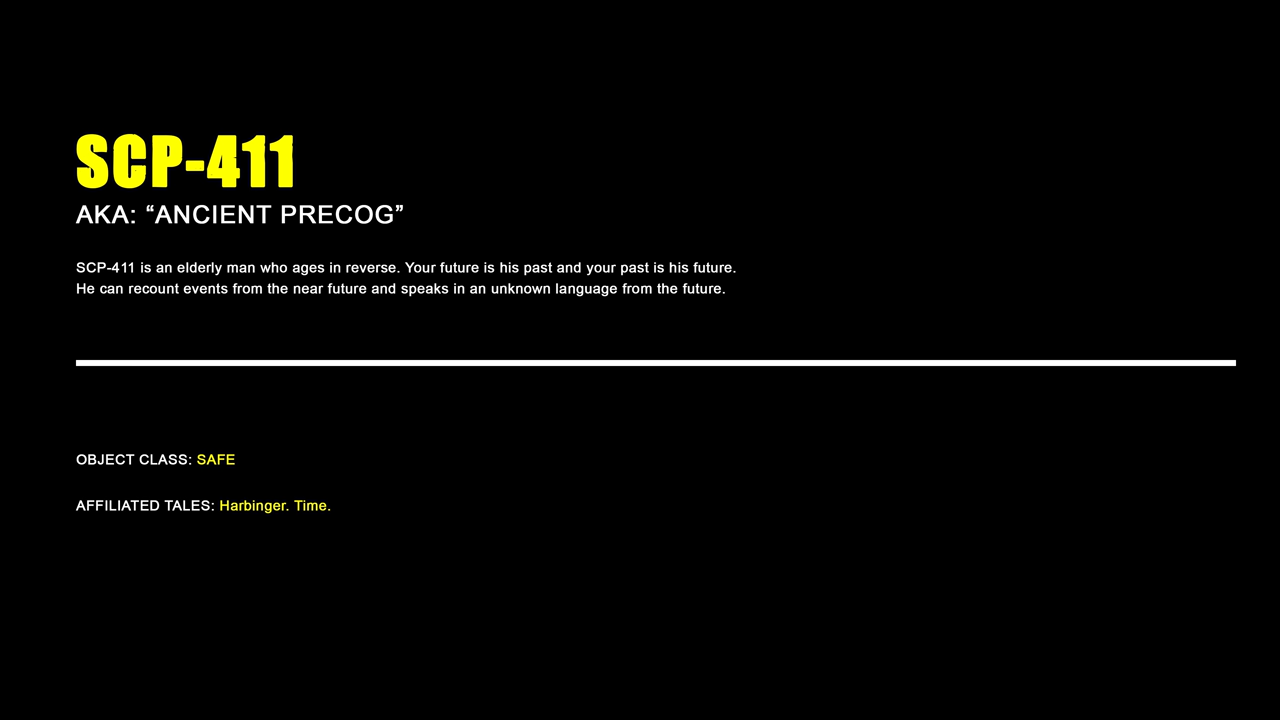 SCP-411
AKA: “ANCIENT PRECOG”
SCP-411 is an elderly man who ages in reverse. Your future is his past and your past is his future.
He can recount events from the near future and speaks in an unknown language from the future.
OBJECT CLASS: SAFE
AFFILIATED TALES: Harbinger. Time.